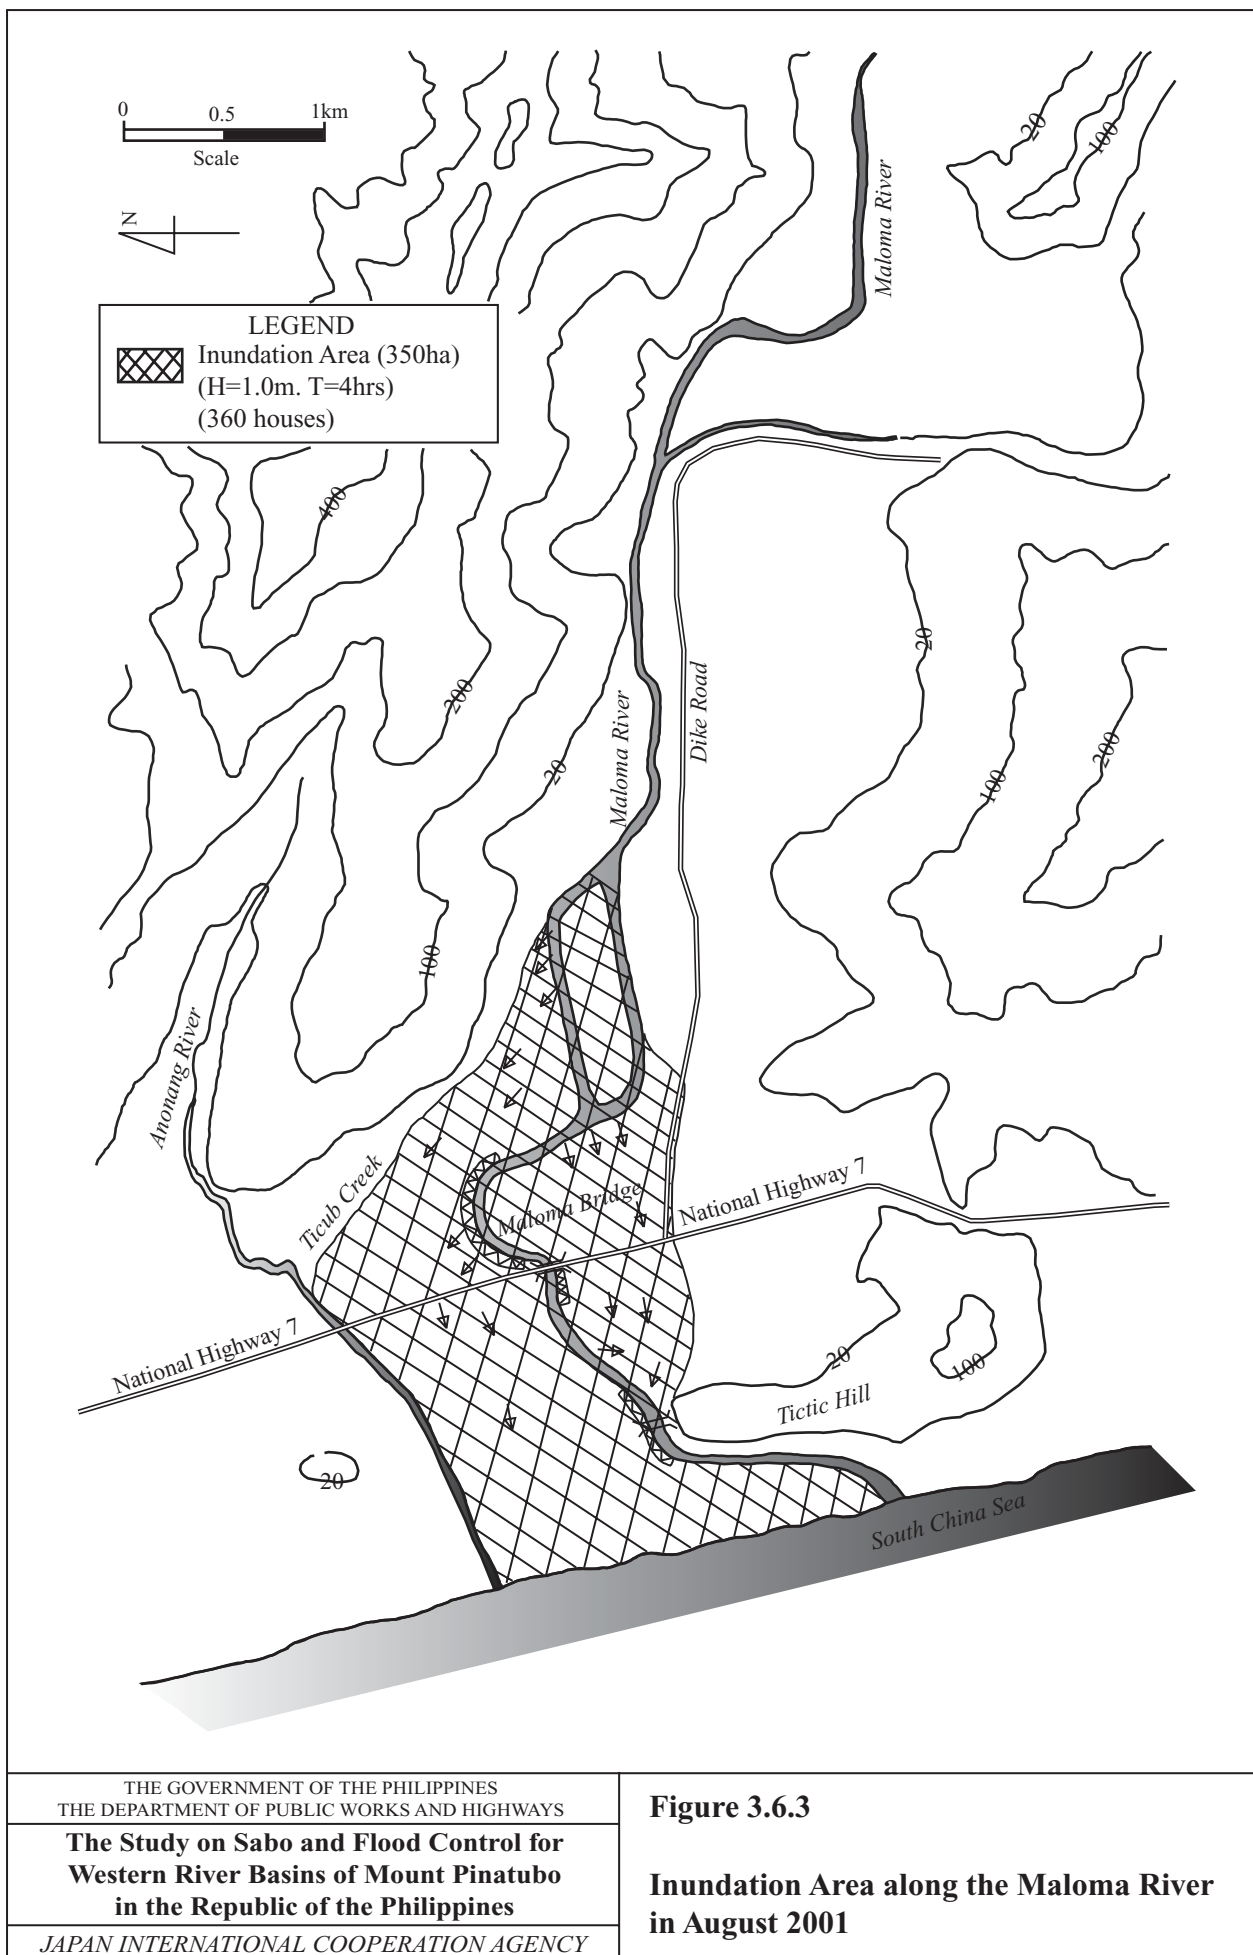 0 0.5 1km
Scale
N
LEGEND
Inundation Area (350ha)
(H=1.0m. T=4hrs)
(360 houses)
Maloma River
20
100
400
200
20
100
Maloma River
Dike Road
20
100
200
Anonang River
Ticub Creek
Maloma Bridge
National Highway 7
National Highway 7
20
100
Tictic Hill
20
South China Sea
THE GOVERNMENT OF THE PHILIPPINES
THE DEPARTMENT OF PUBLIC WORKS AND HIGHWAYS
The Study on Sabo and Flood Control for
Western River Basins of Mount Pinatubo
in the Republic of the Philippines
JAPAN INTERNATIONAL COOPERATION AGENCY
Figure 3.6.3
Inundation Area along the Maloma River
in August 2001